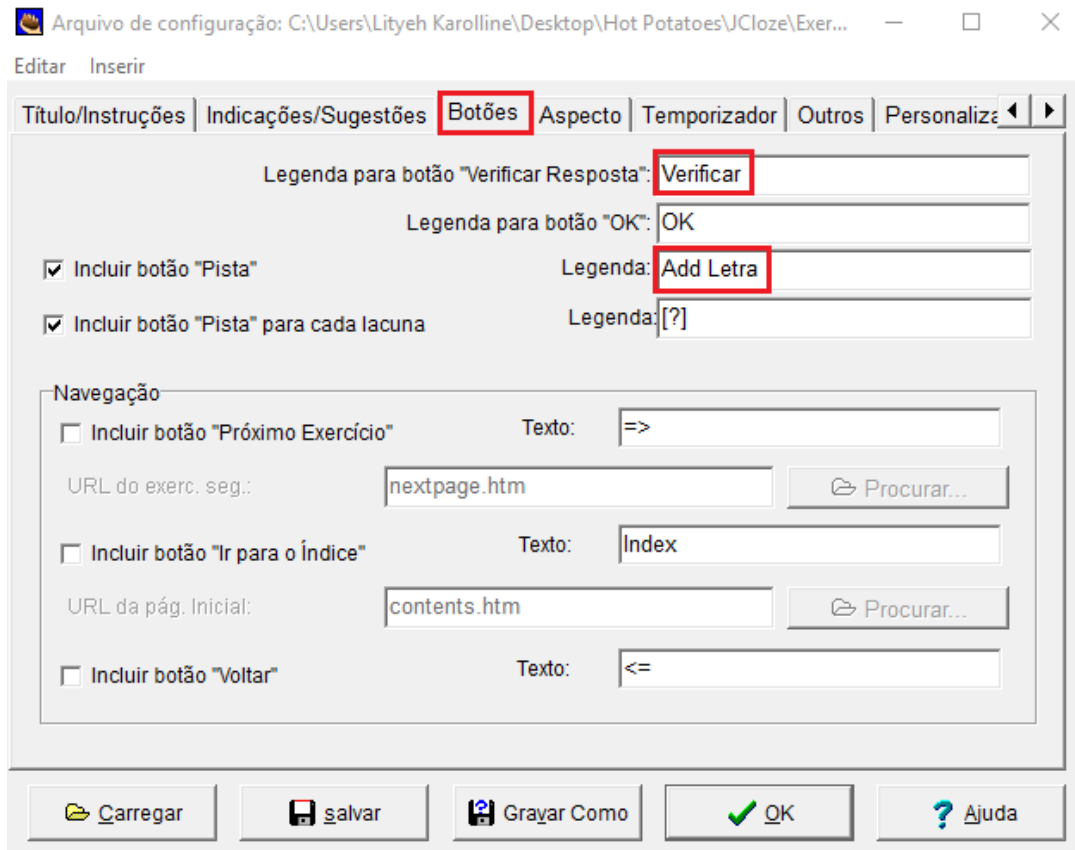 Arquivo de configuração: C:\Users\Lityeh Karolline\Desktop\Hot Potatoes\JCloze\Exer...
Editar Inserir
Título/Instruções Indicações/Sugestões Botões Aspecto Temporizador Outros Personaliza
Legenda para botão "Verificar Resposta": Verificar
Legenda para botão "OK": OK
Incluir botão "Pista" Legenda: Add Letra
Incluir botão "Pista" para cada lacuna Legenda: [?]
Navegação
Incluir botão "Próximo Exercício" Texto: =>
URL do exerc. seg.: nextpage.htm Procurar...
Incluir botão "Ir para o Índice" Texto: Index
URL da pág. Inicial: contents.htm Procurar...
Incluir botão "Voltar" Texto: <=
Carregar salvar Gravar Como OK Ajuda